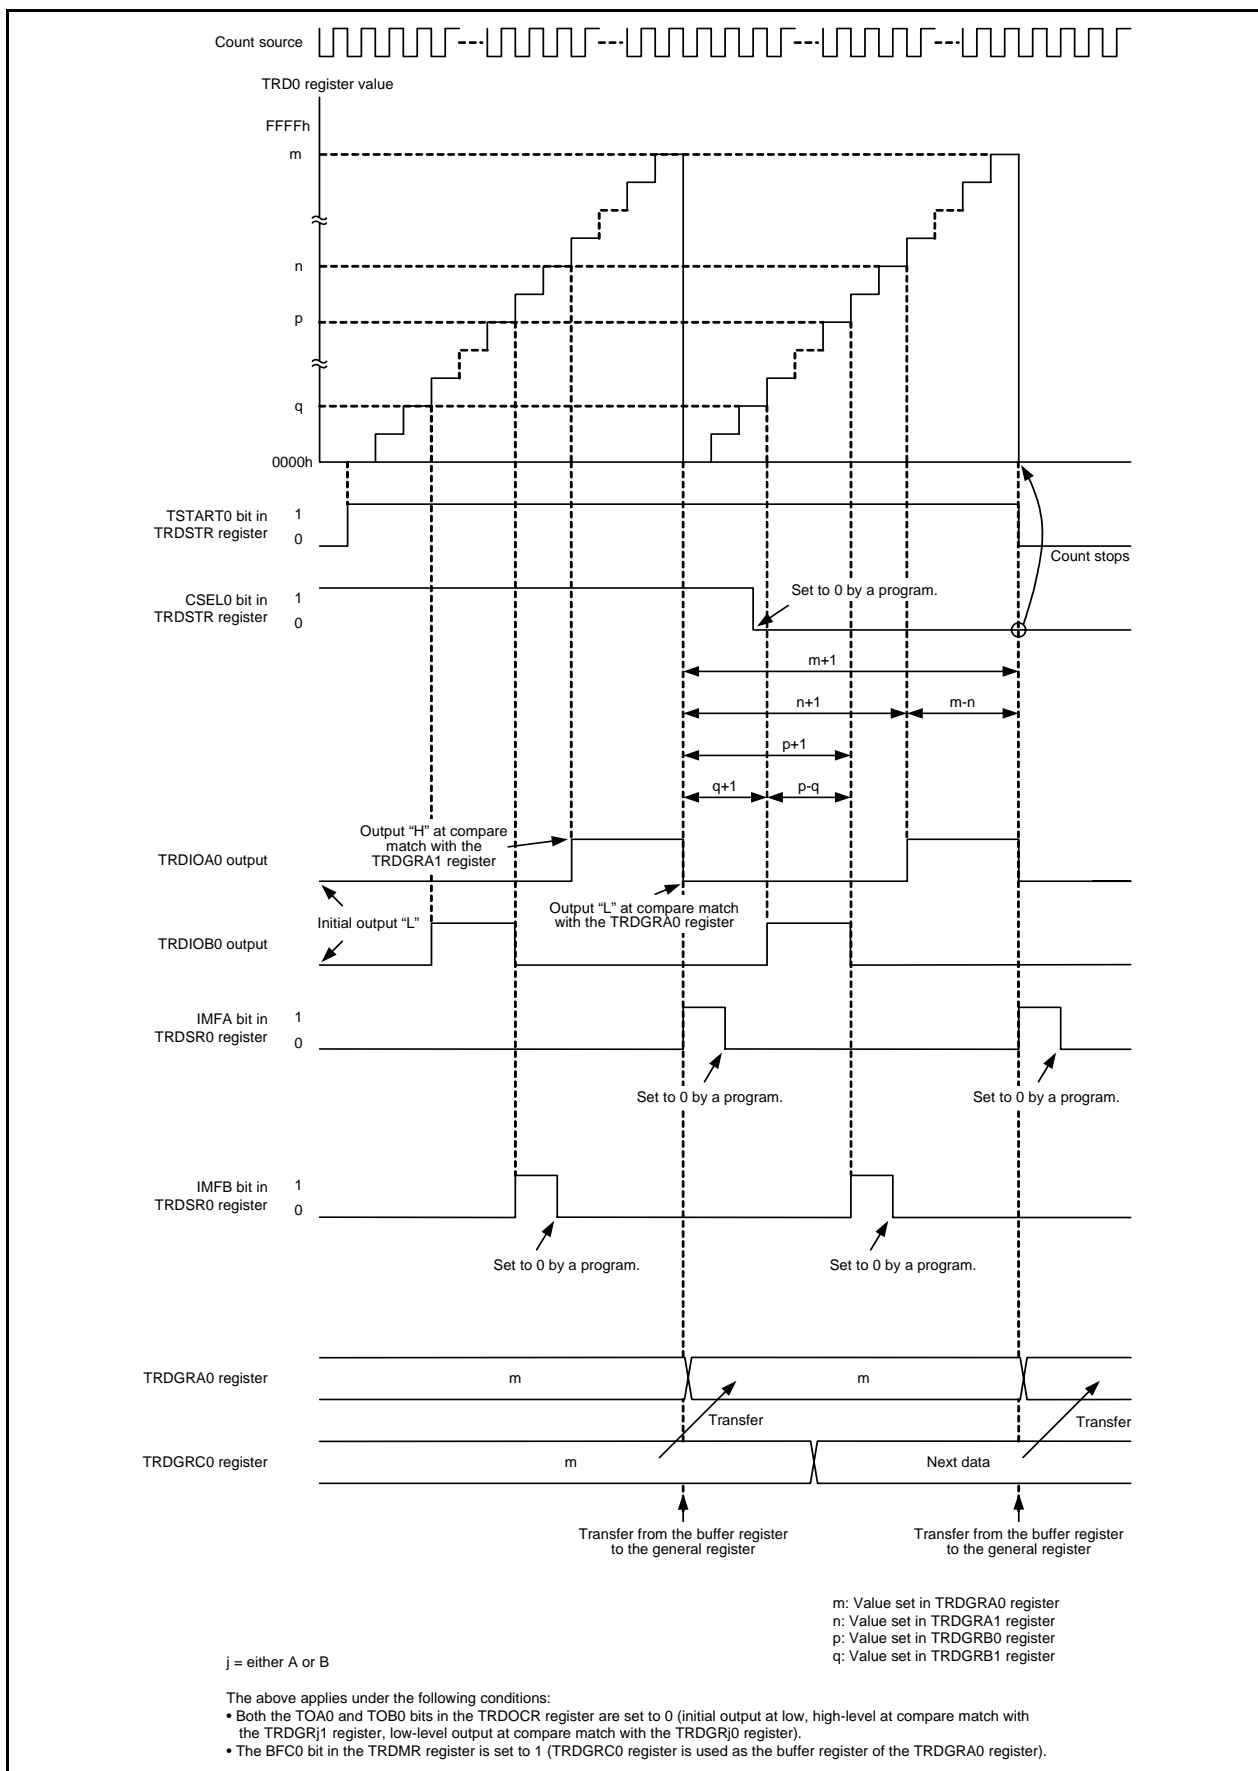 Count source
TRD0 register value
FFFFh
m
n
p
q
0000h
TSTART0 bit in
TRDSTR register
1
0
Count stops
CSEL0 bit in
TRDSTR register
1
0
Set to 0 by a program.
m+1
n+1
m-n
p+1
q+1
p-q
Output “H” at compare
match with the
TRDGRA1 register
TRDIOA0 output
Initial output “L”
Output “L” at compare match
with the TRDGRA0 register
TRDIOB0 output
IMFA bit in
TRDSR0 register
1
0
Set to 0 by a program.
Set to 0 by a program.
IMFB bit in
TRDSR0 register
1
0
Set to 0 by a program.
Set to 0 by a program.
TRDGRA0 register
m
m
Transfer
Transfer
TRDGRC0 register
m
Next data
Transfer from the buffer register
to the general register
Transfer from the buffer register
to the general register
m: Value set in TRDGRA0 register
n: Value set in TRDGRA1 register
p: Value set in TRDGRB0 register
q: Value set in TRDGRB1 register
j = either A or B
The above applies under the following conditions:
• Both the TOA0 and TOB0 bits in the TRDOCR register are set to 0 (initial output at low, high-level at compare match with
the TRDGRj1 register, low-level output at compare match with the TRDGRj0 register).
• The BFC0 bit in the TRDMR register is set to 1 (TRDGRC0 register is used as the buffer register of the TRDGRA0 register).